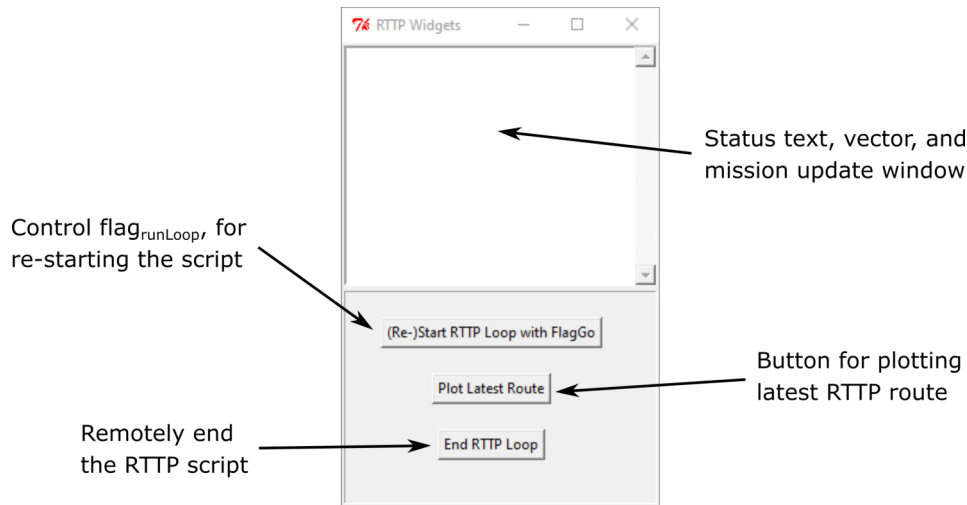 RTTP Widgets
Status text, vector, and
mission update window
Control flagrunLoop, for
re-starting the script
(Re-)Start RTTP Loop with FlagGo
Button for plotting
latest RTTP route
Plot Latest Route
Remotely end
the RTTP script
End RTTP Loop